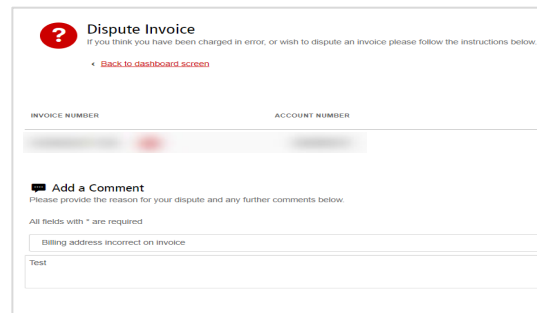 Dispute Invoice
If you think you have been charged in error, or wish to dispute an invoice please follow the instructions below.
‹ Back to dashboard screen
INVOICE NUMBER ACCOUNT NUMBER
Add a Comment
Please provide the reason for your dispute and any further comments below.
All fields with * are required
Billing address incorrect on invoice
Test